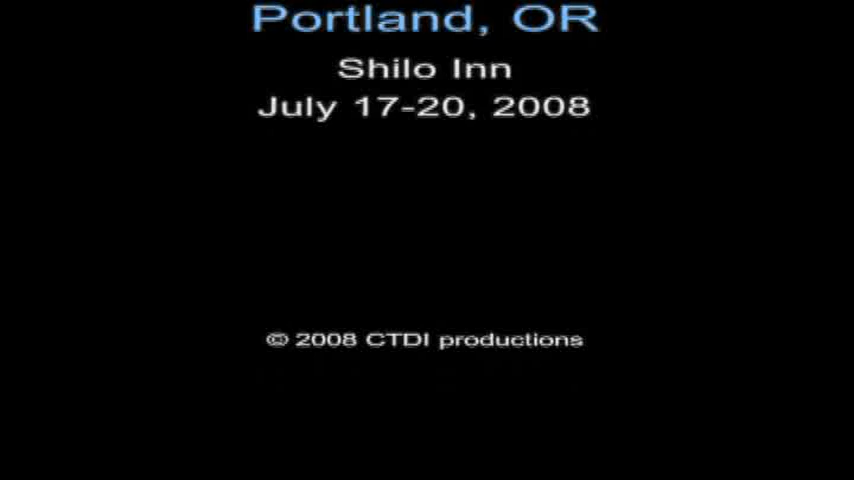 Portland, OR
Shilo Inn
July 17-20, 2008
© 2008 CTDI productions